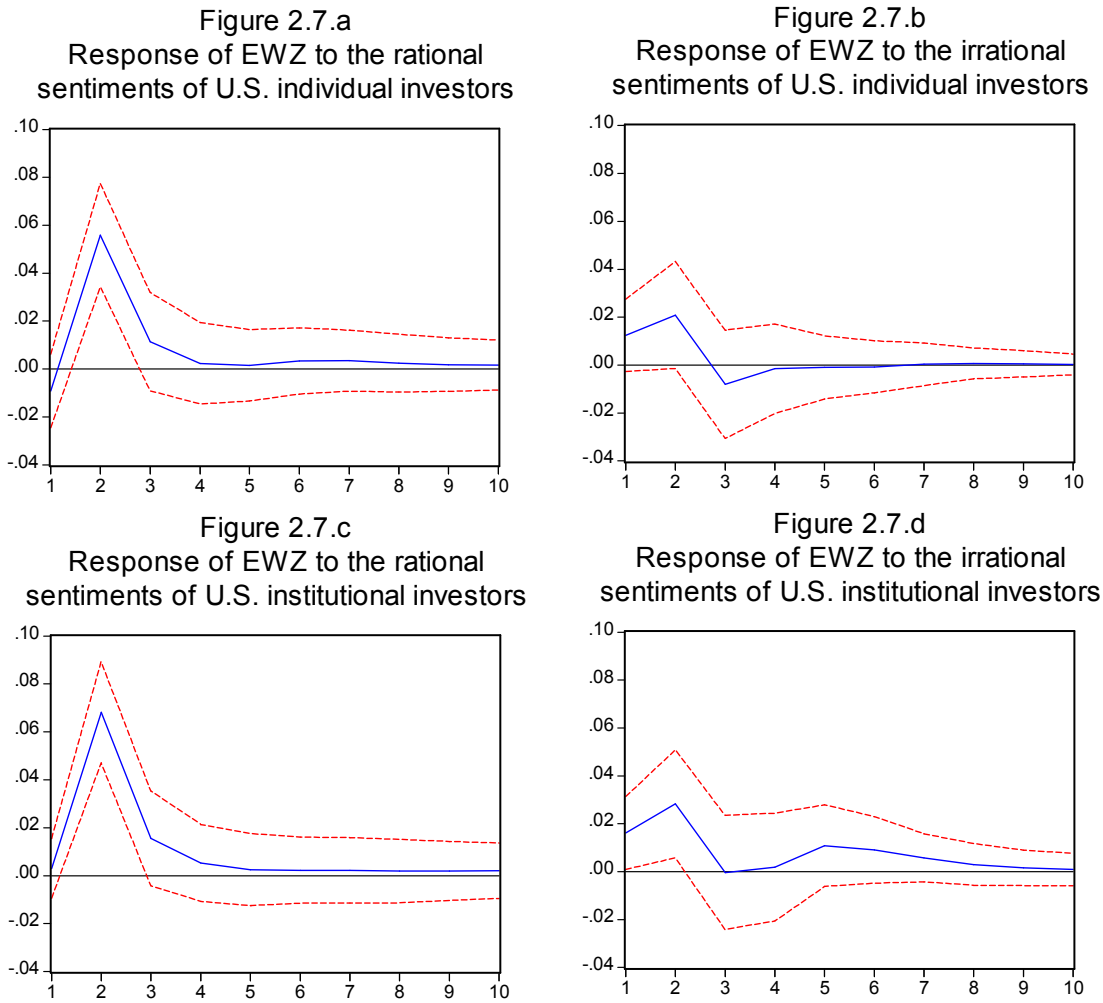 Figure 2.7.a
Response of EWZ to the rational
sentiments of U.S. individual investors
.10
.08
.06
.04
.02
.00
-.02
-.04
1 2 3 4 5 6 7 8 9 10
Figure 2.7.b
Response of EWZ to the irrational
sentiments of U.S. individual investors
.10
.08
.06
.04
.02
.00
-.02
-.04
1 2 3 4 5 6 7 8 9 10
Figure 2.7.c
Response of EWZ to the rational
sentiments of U.S. institutional investors
.10
.08
.06
.04
.02
.00
-.02
-.04
1 2 3 4 5 6 7 8 9 10
Figure 2.7.d
Response of EWZ to the irrational
sentiments of U.S. institutional investors
.10
.08
.06
.04
.02
.00
-.02
-.04
1 2 3 4 5 6 7 8 9 10